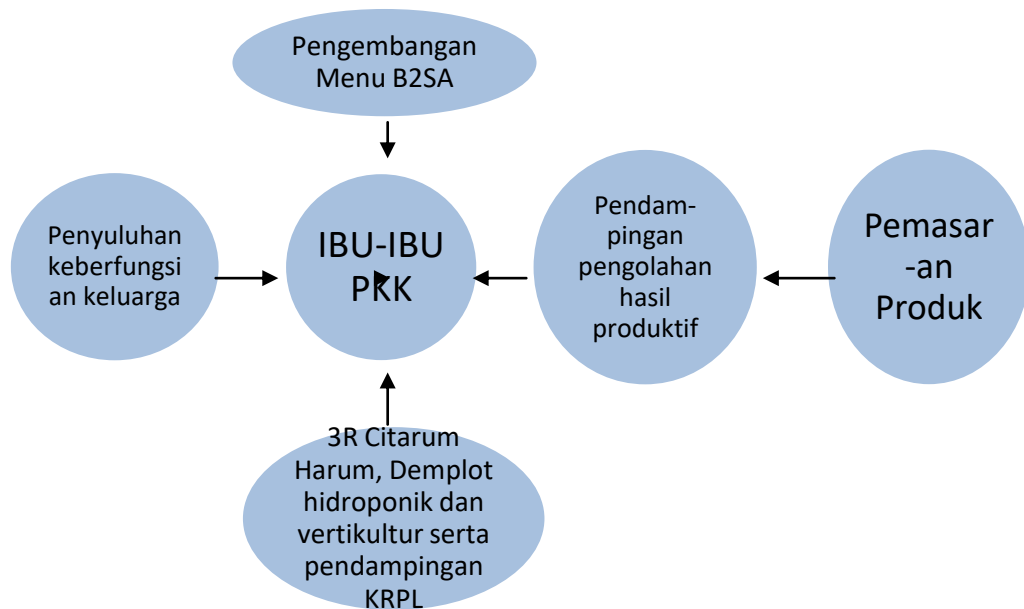 Pengembangan
Menu B2SA
Penyuluhan
keberfungsi
an keluarga
IBU-IBU
PKK
Pendam-
pingan
pengolahan
hasil
produktif
Pemasar
-an
Produk
3R Citarum
Harum, Demplot
hidroponik dan
vertikultur serta
pendampingan
KRPL